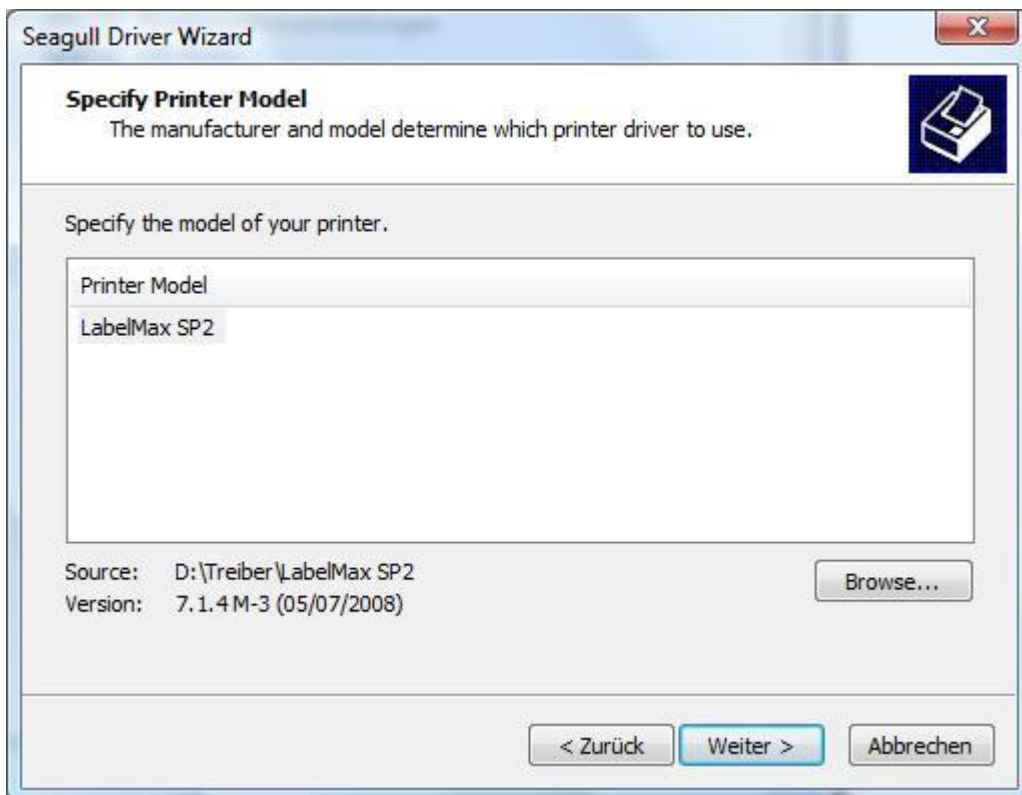 Seagull Driver Wizard
Specify Printer Model
The manufacturer and model determine which printer driver to use.
Specify the model of your printer.
Printer Model
LabelMax SP2
Source: D:\Treiber\LabelMax SP2
Version: 7.1.4 M-3 (05/07/2008)
Browse...
< Zurück Weiter > Abbrechen